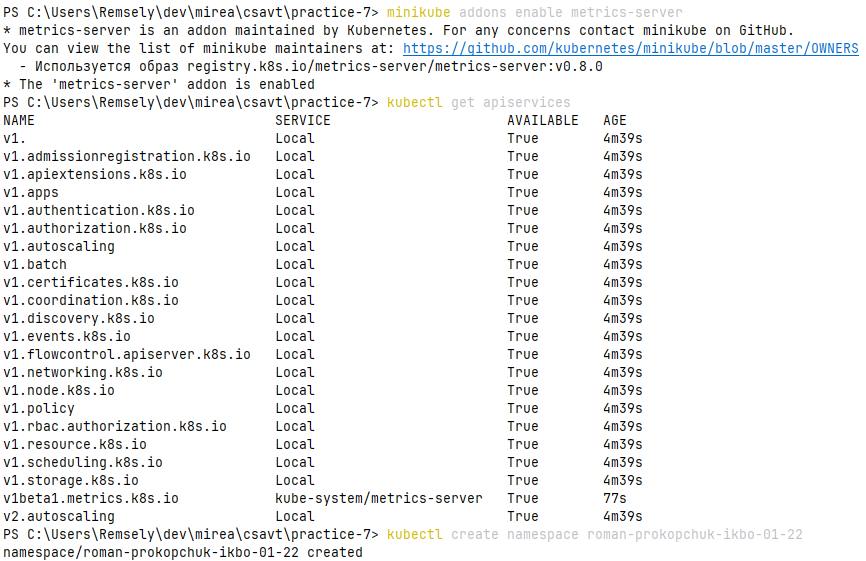 PS C:\Users\Remsely\dev\mirea\csavt\practice-7> minikube addons enable metrics-server
* metrics-server is an addon maintained by Kubernetes. For any concerns contact minikube on GitHub.
You can view the list of minikube maintainers at: https://github.com/kubernetes/minikube/blob/master/OWNERS
  - Используется образ registry.k8s.io/metrics-server/metrics-server:v0.8.0
* The 'metrics-server' addon is enabled
PS C:\Users\Remsely\dev\mirea\csavt\practice-7> kubectl get apiservices
NAME                              SERVICE                      AVAILABLE   AGE
v1.                               Local                        True        4m39s
v1.admissionregistration.k8s.io   Local                        True        4m39s
v1.apiextensions.k8s.io           Local                        True        4m39s
v1.apps                           Local                        True        4m39s
v1.authentication.k8s.io          Local                        True        4m39s
v1.authorization.k8s.io           Local                        True        4m39s
v1.autoscaling                    Local                        True        4m39s
v1.batch                          Local                        True        4m39s
v1.certificates.k8s.io            Local                        True        4m39s
v1.coordination.k8s.io            Local                        True        4m39s
v1.discovery.k8s.io               Local                        True        4m39s
v1.events.k8s.io                  Local                        True        4m39s
v1.flowcontrol.apiserver.k8s.io   Local                        True        4m39s
v1.networking.k8s.io              Local                        True        4m39s
v1.node.k8s.io                    Local                        True        4m39s
v1.policy                         Local                        True        4m39s
v1.rbac.authorization.k8s.io      Local                        True        4m39s
v1.resource.k8s.io                Local                        True        4m39s
v1.scheduling.k8s.io              Local                        True        4m39s
v1.storage.k8s.io                 Local                        True        4m39s
v1beta1.metrics.k8s.io            kube-system/metrics-server   True        77s
v2.autoscaling                    Local                        True        4m39s
PS C:\Users\Remsely\dev\mirea\csavt\practice-7> kubectl create namespace roman-prokopchuk-ikbo-01-22
namespace/roman-prokopchuk-ikbo-01-22 created